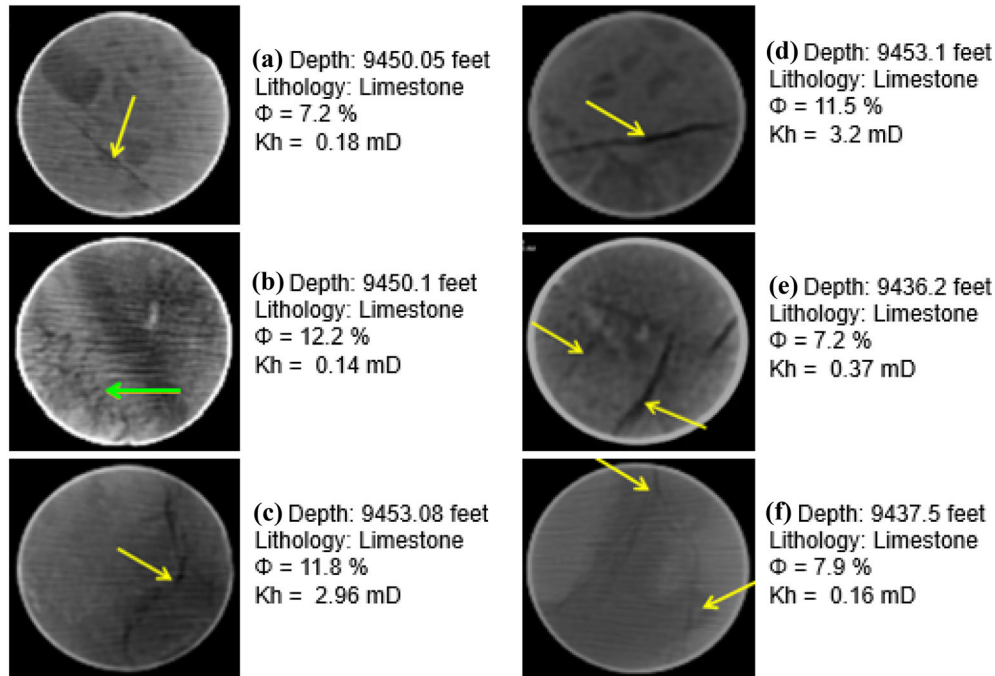 (a) Depth: 9450.05 feet
Lithology: Limestone
Φ = 7.2 %
Kh = 0.18 mD
(b) Depth: 9450.1 feet
Lithology: Limestone
Φ = 12.2 %
Kh = 0.14 mD
(c) Depth: 9453.08 feet
Lithology: Limestone
Φ = 11.8 %
Kh = 2.96 mD
(d) Depth: 9453.1 feet
Lithology: Limestone
Φ = 11.5 %
Kh = 3.2 mD
(e) Depth: 9436.2 feet
Lithology: Limestone
Φ = 7.2 %
Kh = 0.37 mD
(f) Depth: 9437.5 feet
Lithology: Limestone
Φ = 7.9 %
Kh = 0.16 mD